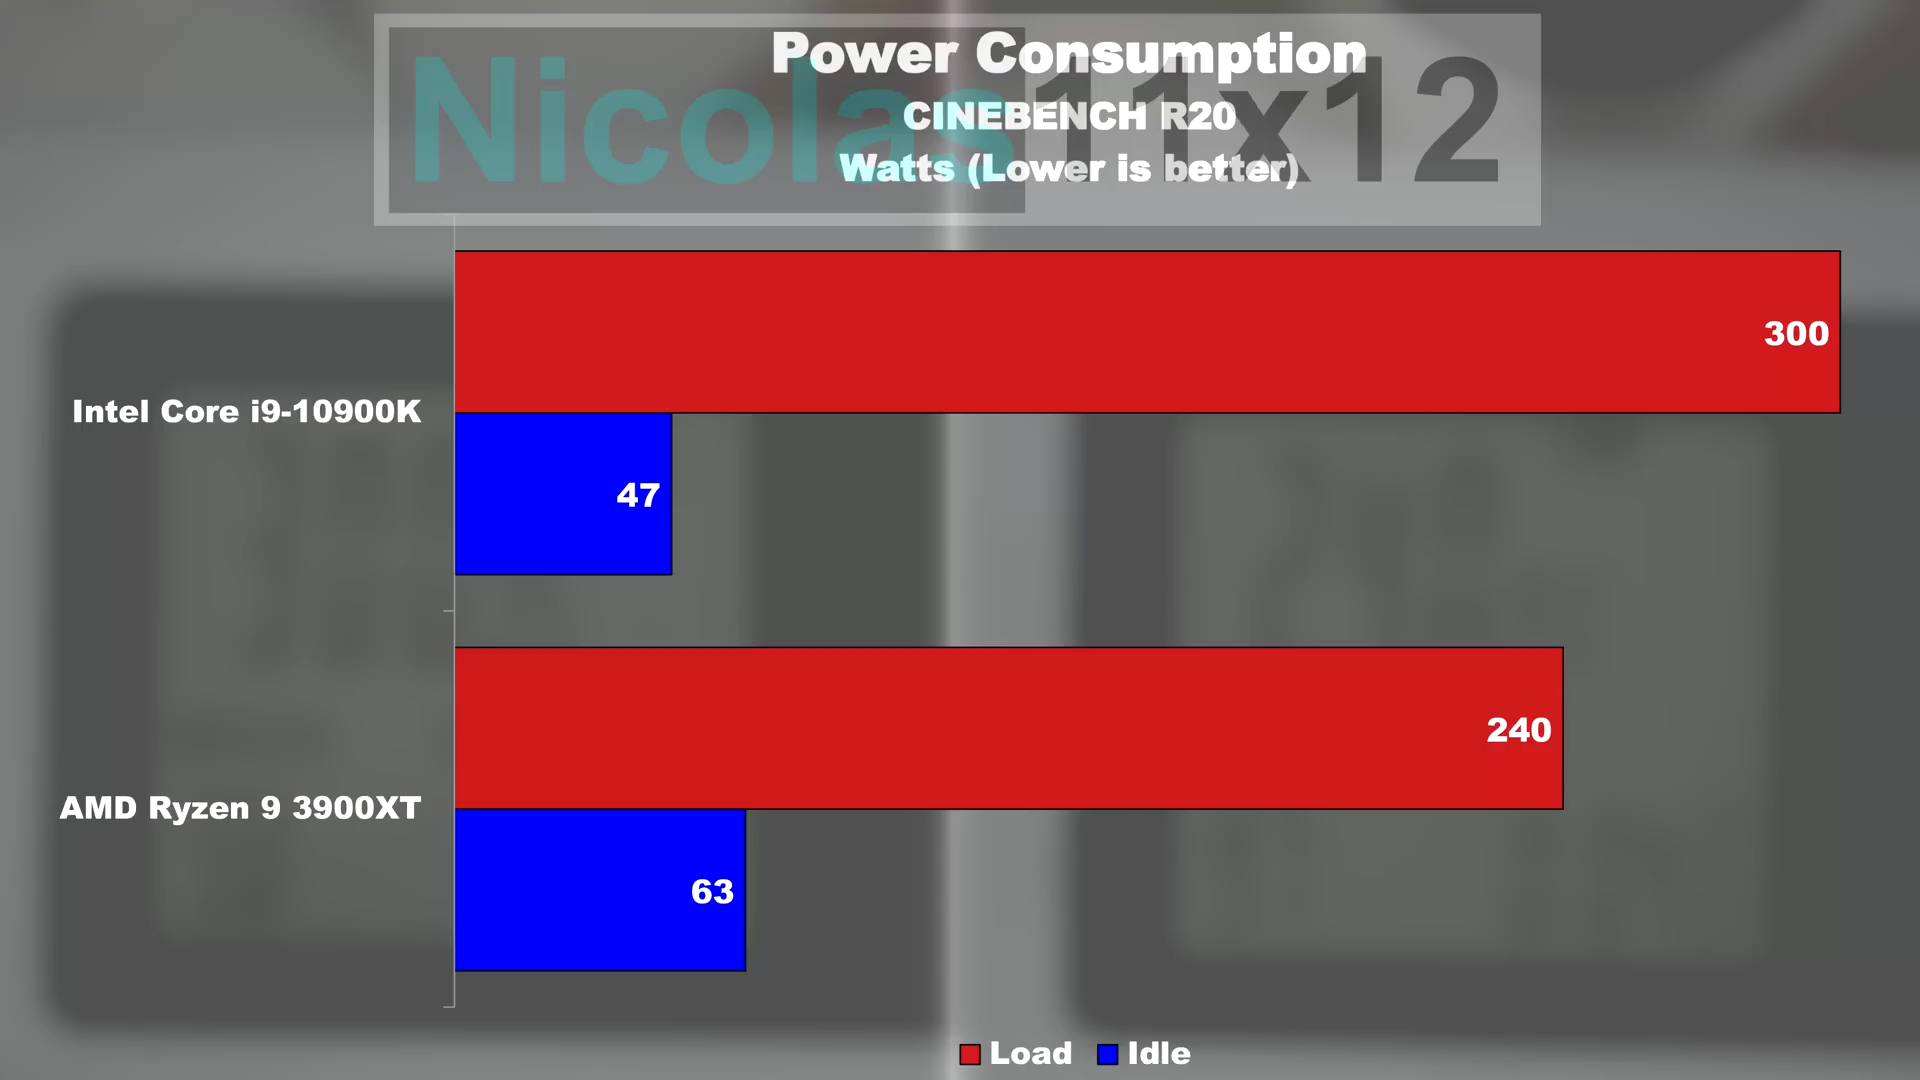 Nicolas11x12
Power Consumption
CINEBENCH R20
Watts (Lower is better)
300
Intel Core i9-10900K
47
240
AMD Ryzen 9 3900XT
63
Load Idle